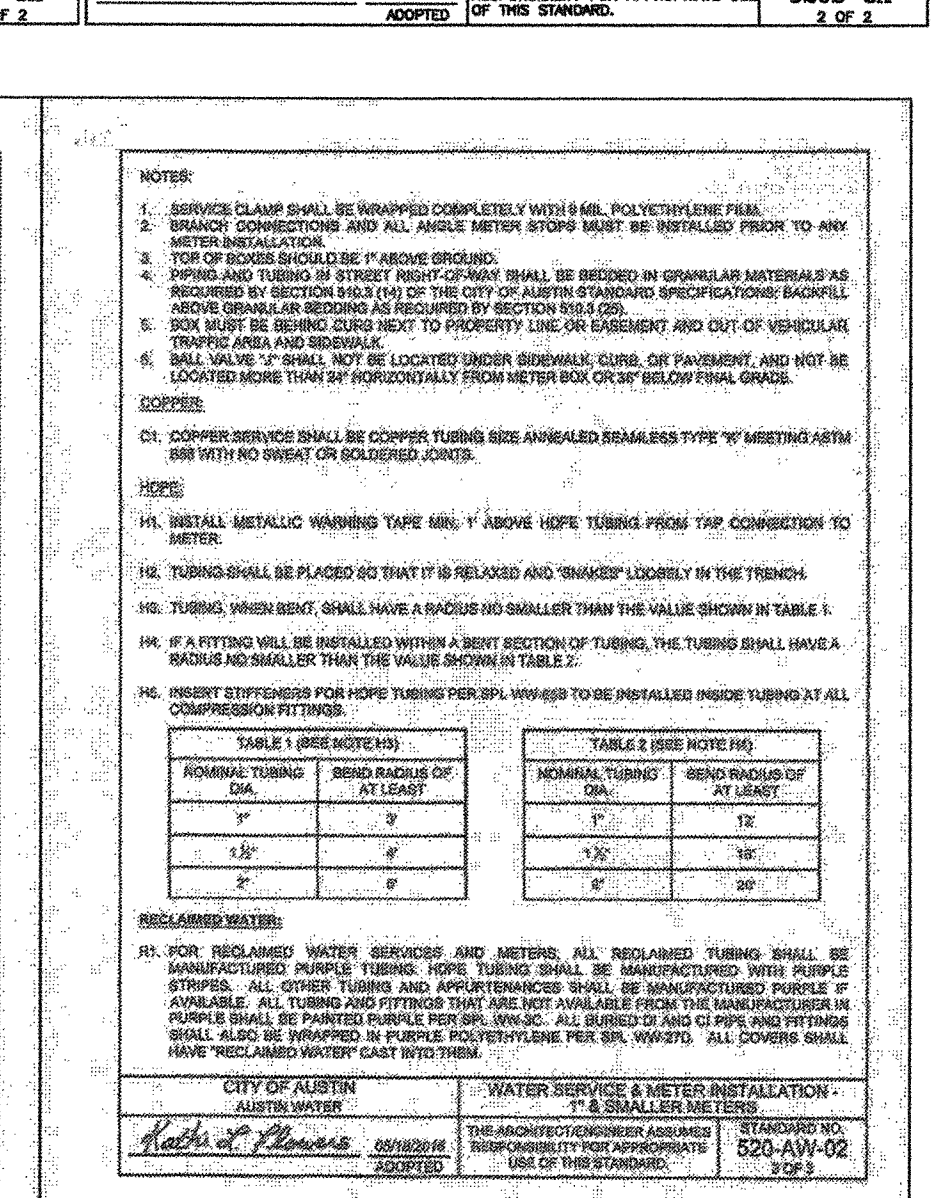 F 2
ADOPTED
OF THIS STANDARD.
2 OF 2
NOTES:
1. SERVICE CLAMP SHALL BE WRAPPED COMPLETELY WITH 8 MIL. POLYETHYLENE FILM.
2. BRANCH CONNECTIONS AND ALL ANGLE METER STOPS MUST BE INSTALLED PRIOR TO ANY
METER INSTALLATION.
3. TOP OF BOXES SHOULD BE 1" ABOVE GROUND.
4. PIPING AND TUBING IN STREET RIGHT-OF-WAY SHALL BE BEDDED IN GRANULAR MATERIALS AS
REQUIRED BY SECTION 510.3 (14) OF THE CITY OF AUSTIN STANDARD SPECIFICATIONS; BACKFILL
ABOVE GRANULAR BEDDING AS REQUIRED BY SECTION 510.3 (25).
5. BOX MUST BE BEHIND CURB NEXT TO PROPERTY LINE OR EASEMENT AND OUT OF VEHICULAR
TRAFFIC AREA AND SIDEWALK.
6. BALL VALVE "J" SHALL NOT BE LOCATED UNDER SIDEWALK, CURB, OR PAVEMENT, AND NOT BE
LOCATED MORE THAN 24" HORIZONTALLY FROM METER BOX OR 36" BELOW FINAL GRADE.
COPPER:
C1. COPPER SERVICE SHALL BE COPPER TUBING SIZE ANNEALED SEAMLESS TYPE "K" MEETING ASTM
B88 WITH NO SWEAT OR SOLDERED JOINTS.
HDPE:
H1. INSTALL METALLIC WARNING TAPE MIN. 1' ABOVE HDPE TUBING FROM TAP CONNECTION TO
METER.
H2. TUBING SHALL BE PLACED SO THAT IT IS RELAXED AND "SNAKES" LOOSELY IN THE TRENCH.
H3. TUBING, WHEN BENT, SHALL HAVE A RADIUS NO SMALLER THAN THE VALUE SHOWN IN TABLE 1.
H4. IF A FITTING WILL BE INSTALLED WITHIN A BENT SECTION OF TUBING, THE TUBING SHALL HAVE A
RADIUS NO SMALLER THAN THE VALUE SHOWN IN TABLE 2.
H5. INSERT STIFFENERS FOR HDPE TUBING PER SPL TO BE INSTALLED INSIDE TUBING AT ALL
COMPRESSION FITTINGS.
TABLE 1 (SEE NOTE H3)
NOMINAL TUBING DIA.
BEND RADIUS OF AT LEAST
1" 3'
1½"
2"
TABLE 2 (SEE NOTE H4)
NOMINAL TUBING DIA.
BEND RADIUS OF AT LEAST
1"
1½"
20'
RECLAIMED WATER:
R1. FOR RECLAIMED WATER SERVICES AND METERS, ALL RECLAIMED TUBING SHALL BE
MANUFACTURED PURPLE TUBING. HDPE TUBING SHALL BE MANUFACTURED WITH PURPLE
STRIPES. ALL OTHER TUBING AND APPURTENANCES SHALL BE MANUFACTURED PURPLE IF
AVAILABLE. ALL TUBING AND FITTINGS THAT ARE NOT AVAILABLE FROM THE MANUFACTURER IN
PURPLE SHALL BE PAINTED PURPLE PER SPL WW-3C. ALL BURIED DI AND CI PIPE AND FITTINGS
SHALL ALSO BE WRAPPED IN PURPLE POLYETHYLENE PER SPL WW-27D. ALL COVERS SHALL
HAVE "RECLAIMED WATER" CAST INTO THEM.
CITY OF AUSTIN
AUSTIN WATER
WATER SERVICE & METER INSTALLATION -
1" & SMALLER METERS
05/18/2016
ADOPTED
THE ARCHITECT/ENGINEER ASSUMES
RESPONSIBILITY FOR APPROPRIATE
USE OF THIS STANDARD.
STANDARD NO.
520-AW-02
3 OF 3